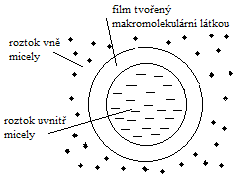 film tvořený
makromolekulární látkou
roztok vně
micely
roztok uvnitř
micely